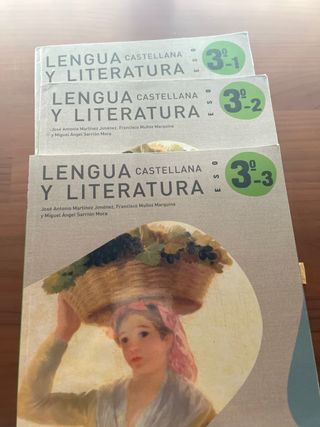 LENGUA CASTELLANA
Y LITERATURA
ESO
3º-1
LENGUA CASTELLANA
Y LITERATURA
ESO
3º-2
José Antonio Martínez Jiménez, Francisco Muñoz Marquina
y Miguel Ángel Sarrión Mora
LENGUA CASTELLANA
Y LITERATURA
ESO
3º-3
José Antonio Martínez Jiménez, Francisco Muñoz Marquina
y Miguel Ángel Sarrión Mora